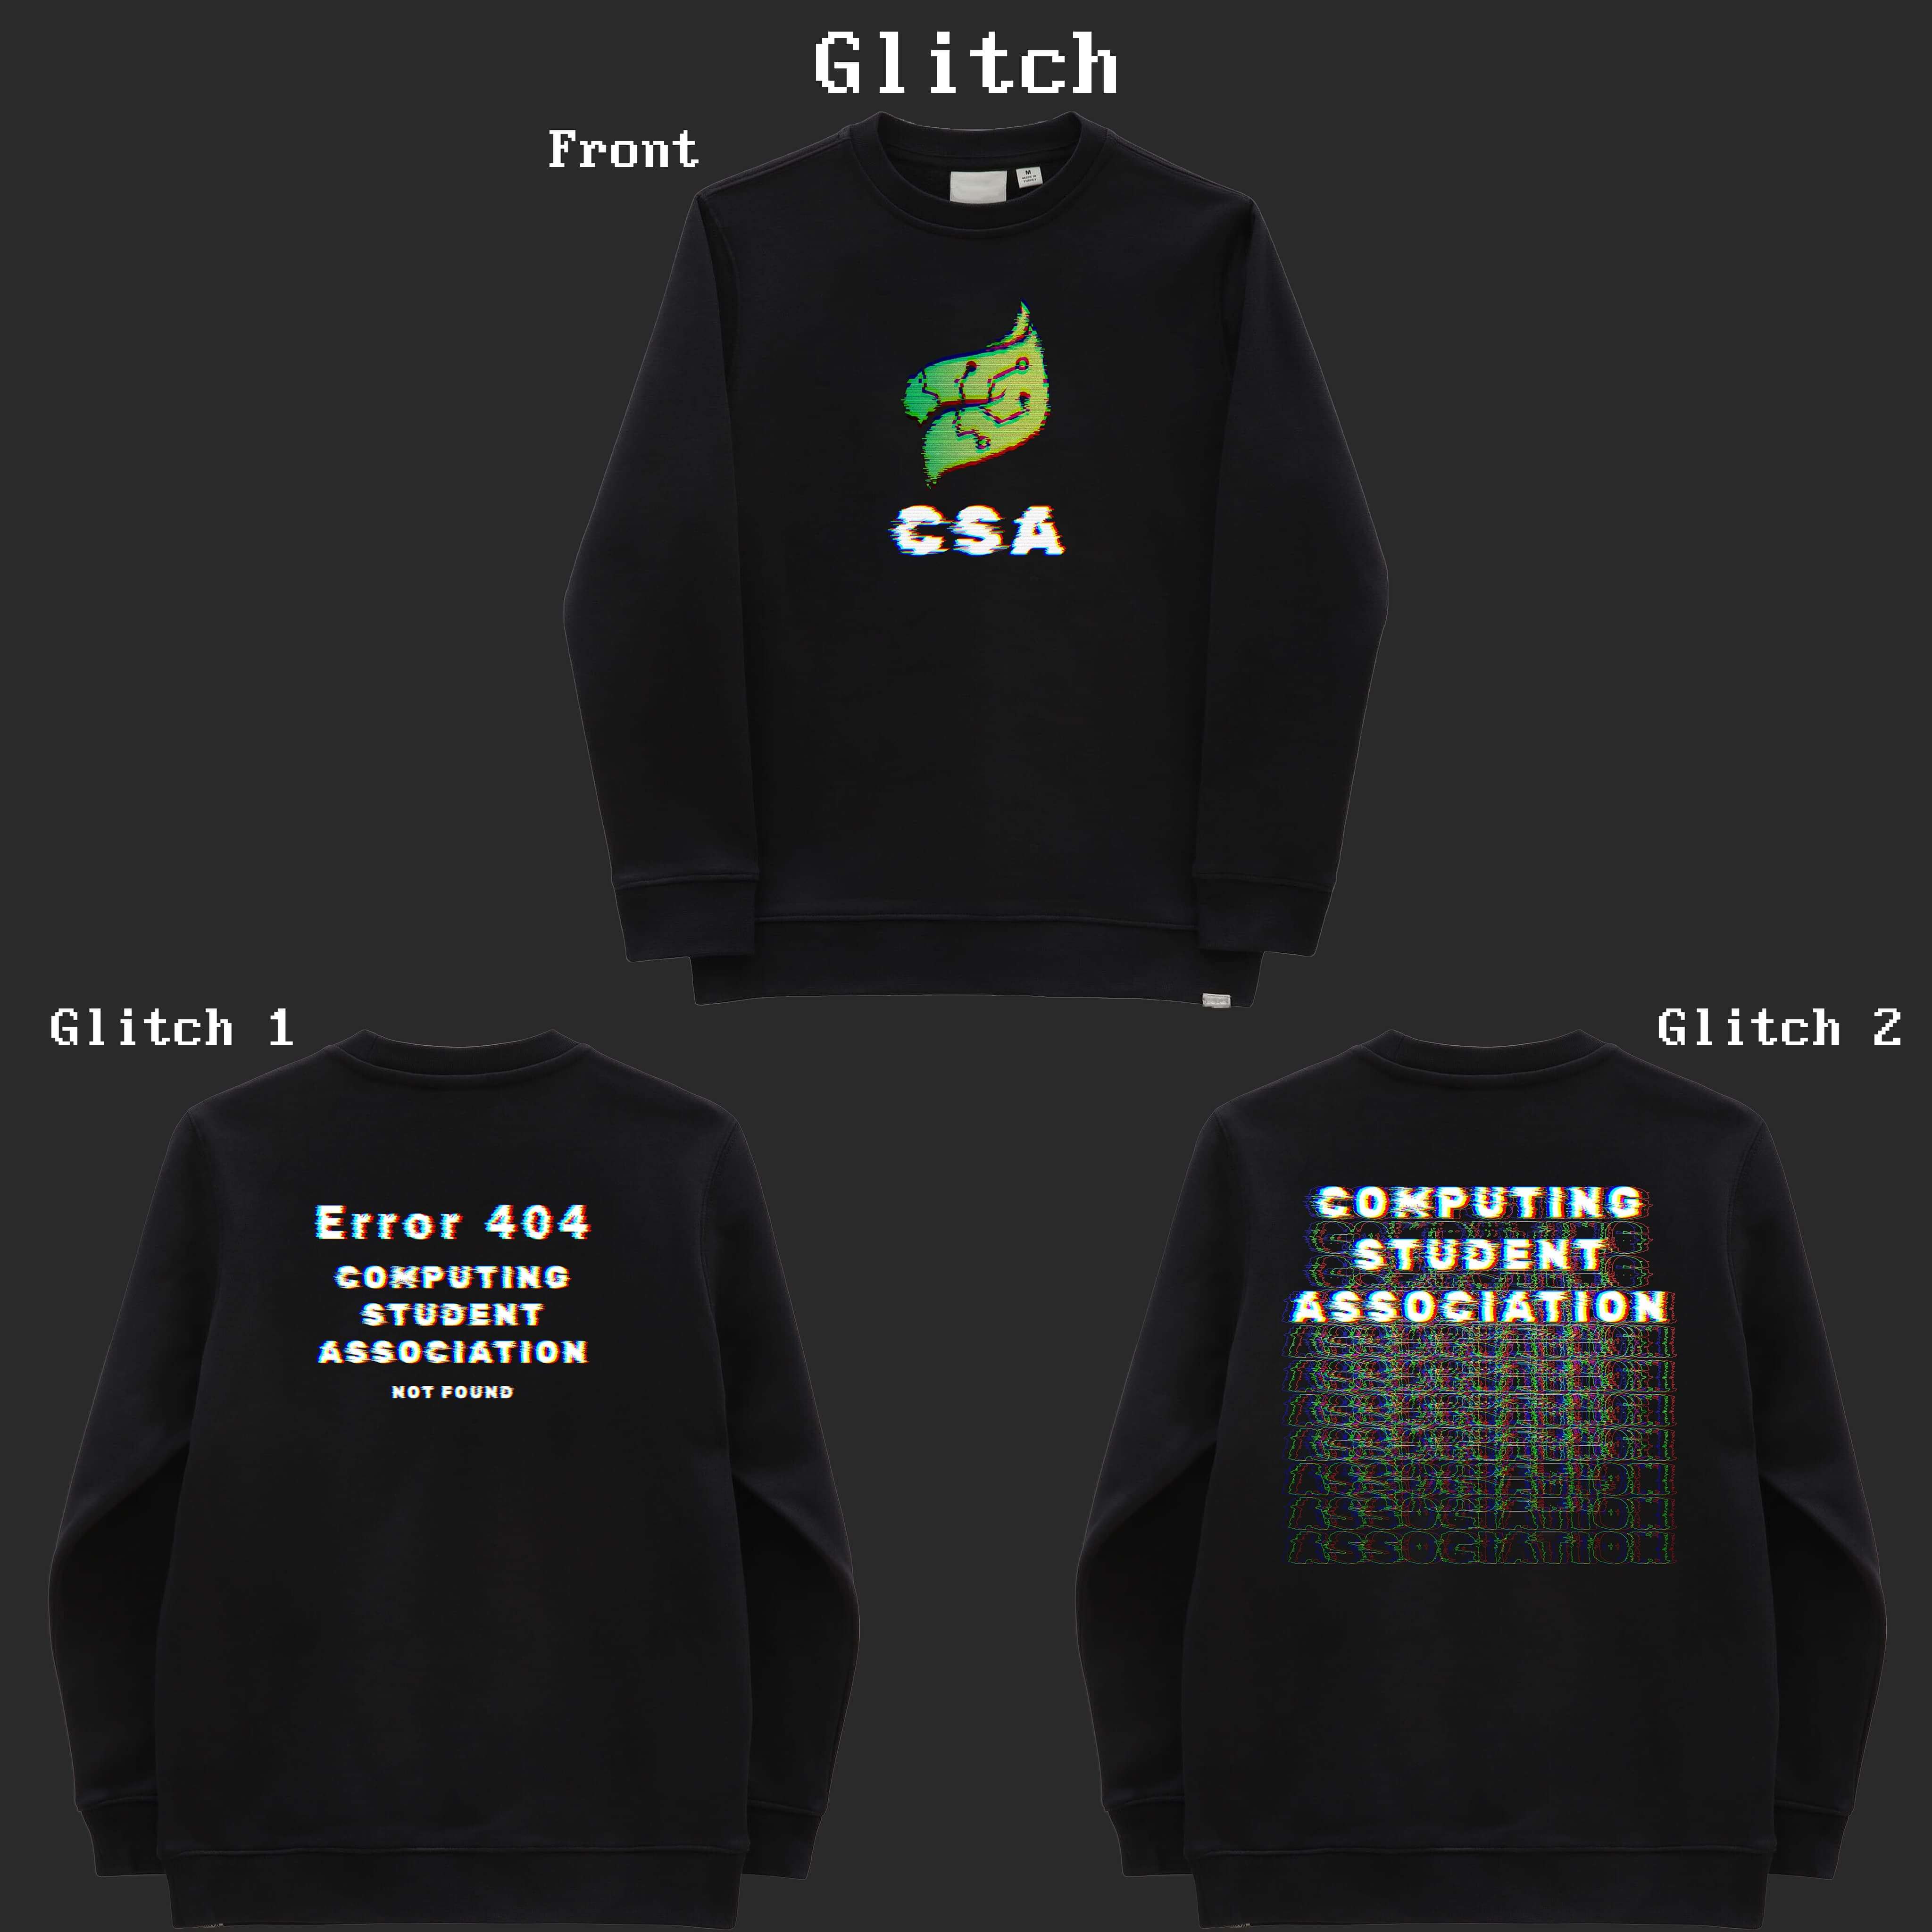 Glitch
Front
M
CSA
Glitch 1
Glitch 2
Error 404
COMPUTING
STUDENT
ASSOCIATION
NOT FOUND
COMPUTING
STUDENT
ASSOCIATION
ASSOCIATION
ASSOCIATION
ASSOCIATION
ASSOCIATION
ASSOCIATION
ASSOCIATION
ASSOCIATION